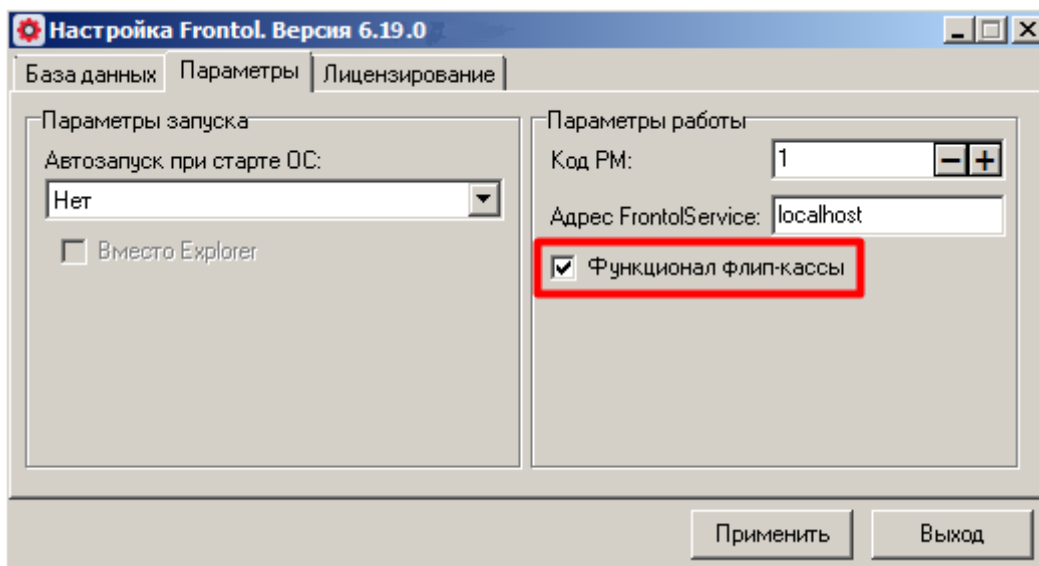 Настройка Frontol. Версия 6.19.0
База данных Параметры Лицензирование
Параметры запуска
Автозапуск при старте ОС:
Нет
Вместо Explorer
Параметры работы
Код РМ: 1
Адрес FrontolService: localhost
Функционал флип-кассы
Применить Выход